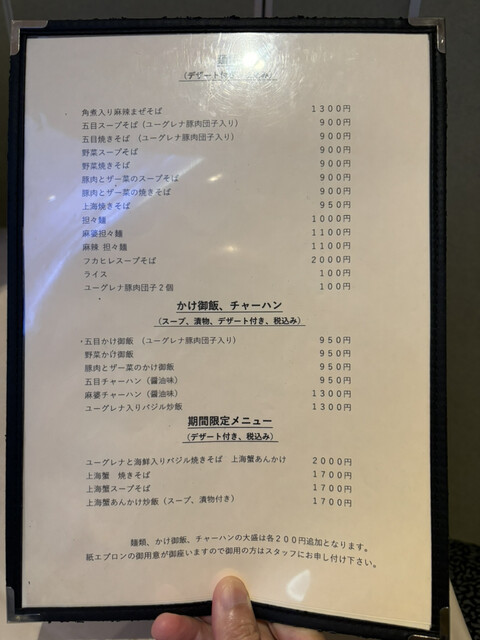 (デザート付き
角煮入り麻辣まぜそば 1300円
五目スープそば（ユーグレナ豚肉団子入り） 900円
五目焼きそば （ユーグレナ豚肉団子入り） 900円
野菜スープそば 900円
野菜焼きそば 900円
豚肉とザー菜のスープそば 900円
豚肉とザー菜の焼きそば 900円
上海焼きそば 950円
担々麺 1000円
麻婆担々麺 1100円
麻辣 担々麺 1100円
フカヒレスープそば 2000円
ライス 100円
ユーグレナ豚肉団子２個 100円
かけ御飯、チャーハン
（スープ、漬物、デザート付き、税込み）
五目かけ御飯 （ユーグレナ豚肉団子入り） 950円
野菜かけ御飯 950円
豚肉とザー菜のかけ御飯 950円
五目チャーハン（醤油味） 950円
麻婆チャーハン（醤油味） 1300円
ユーグレナ入りバジル炒飯 1300円
期間限定メニュー
（デザート付き、税込み）
ユーグレナと海鮮入りバジル焼きそば 上海蟹あんかけ 2000円
上海蟹 焼きそば 1700円
上海蟹スープそば 1700円
上海蟹あんかけ炒飯（スープ、漬物付き） 1700円
麺類、かけ御飯、チャーハンの大盛は各２００円追加となります。
紙エプロンの御用意が御座いますので御用の方はスタッフにお申し付け下さい。